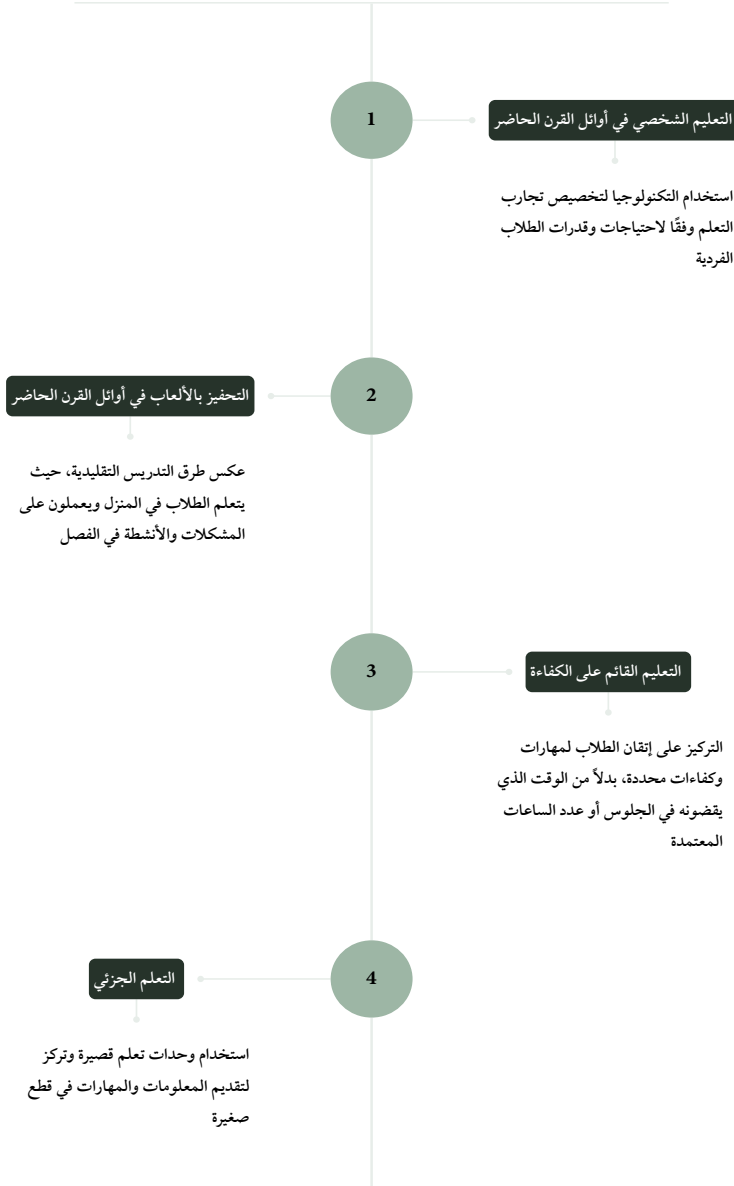 1
التعليم الشخصي في أوائل القرن الحاضر
استخدام التكنولوجيا لتخصيص تجارب
التعلم وفقًا لاحتياجات وقدرات الطلاب
الفردية
2
التحفيز بالألعاب في أوائل القرن الحاضر
عكس طرق التدريس التقليدية، حيث
يتعلم الطلاب في المنزل ويعملون على
المشكلات والأنشطة في الفصل
3
التعليم القائم على الكفاءة
التركيز على إتقان الطلاب لمهارات
وكفاءات محددة، بدلاً من الوقت الذي
يقضونه في الجلوس أو عدد الساعات
المعتمدة
4
التعلم الجزئي
استخدام وحدات تعلم قصيرة وتركز
لتقديم المعلومات والمهارات في قطع
صغيرة